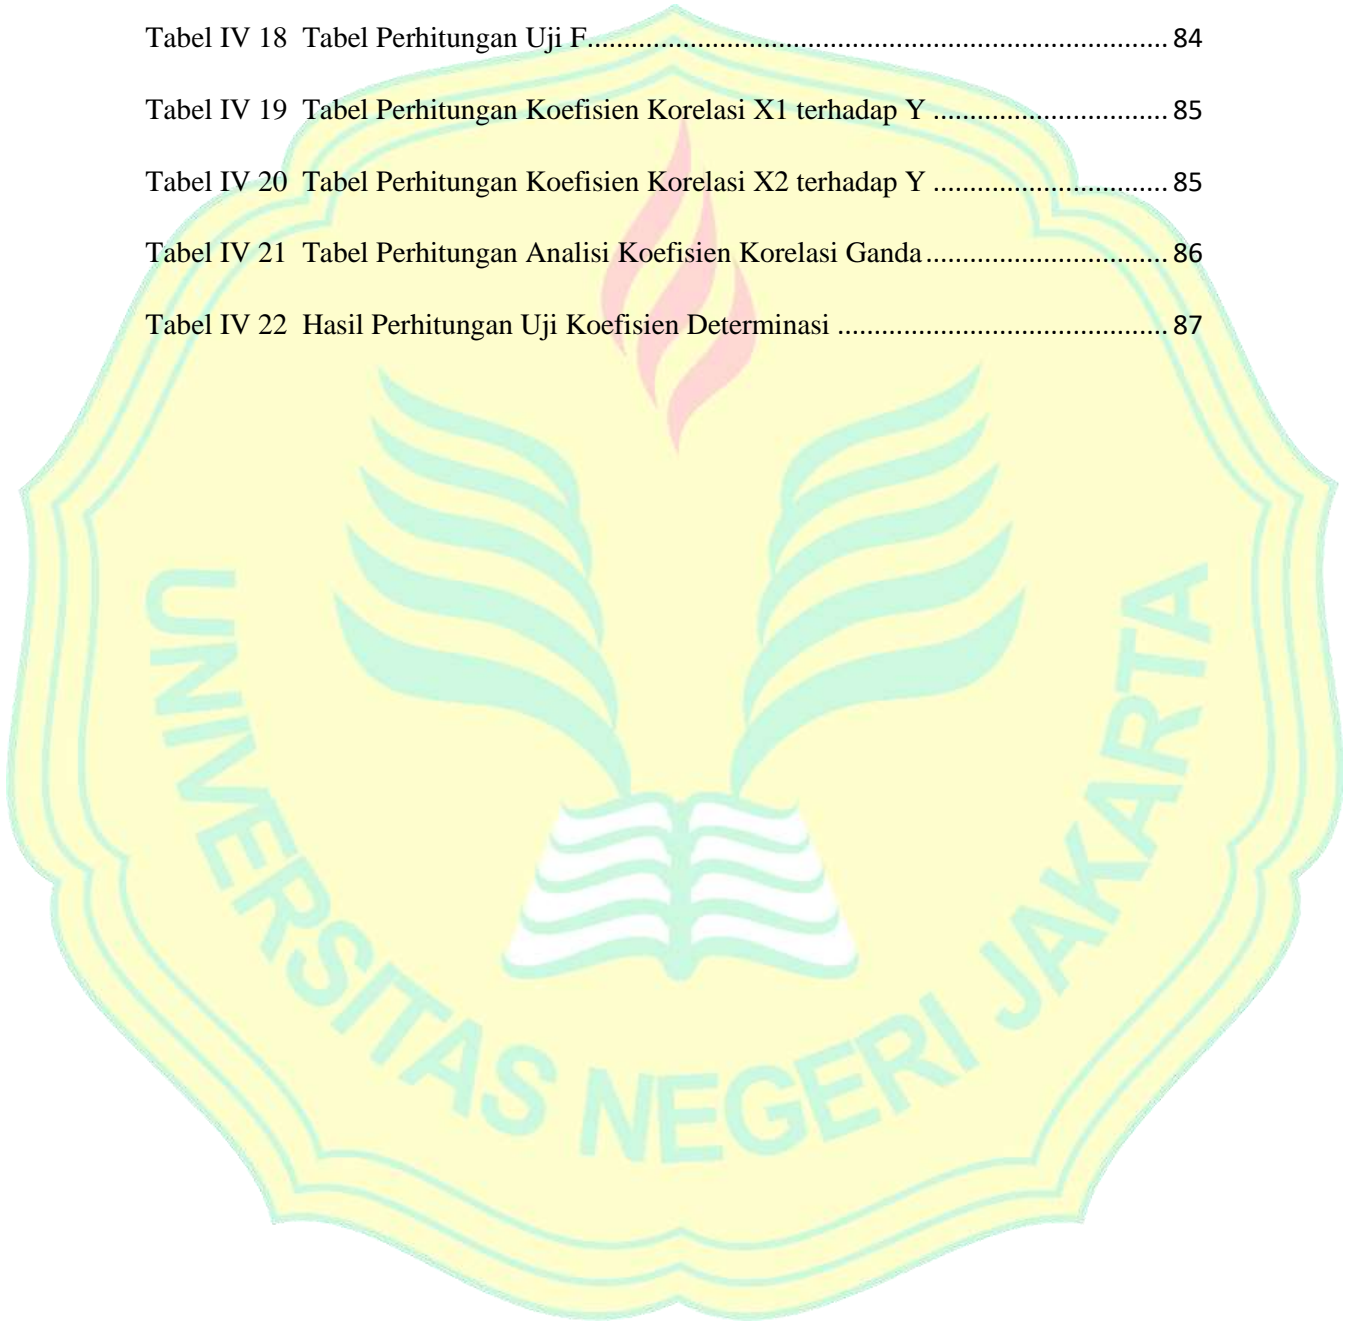 Tabel IV 18 Tabel Perhitungan Uji F............................................................................... 84
Tabel IV 19 Tabel Perhitungan Koefisien Korelasi X1 terhadap Y ................................ 85
Tabel IV 20 Tabel Perhitungan Koefisien Korelasi X2 terhadap Y ................................ 85
Tabel IV 21 Tabel Perhitungan Analisi Koefisien Korelasi Ganda ................................. 86
Tabel IV 22 Hasil Perhitungan Uji Koefisien Determinasi ............................................. 87
UNIVERSITAS NEGERI JAKARTA